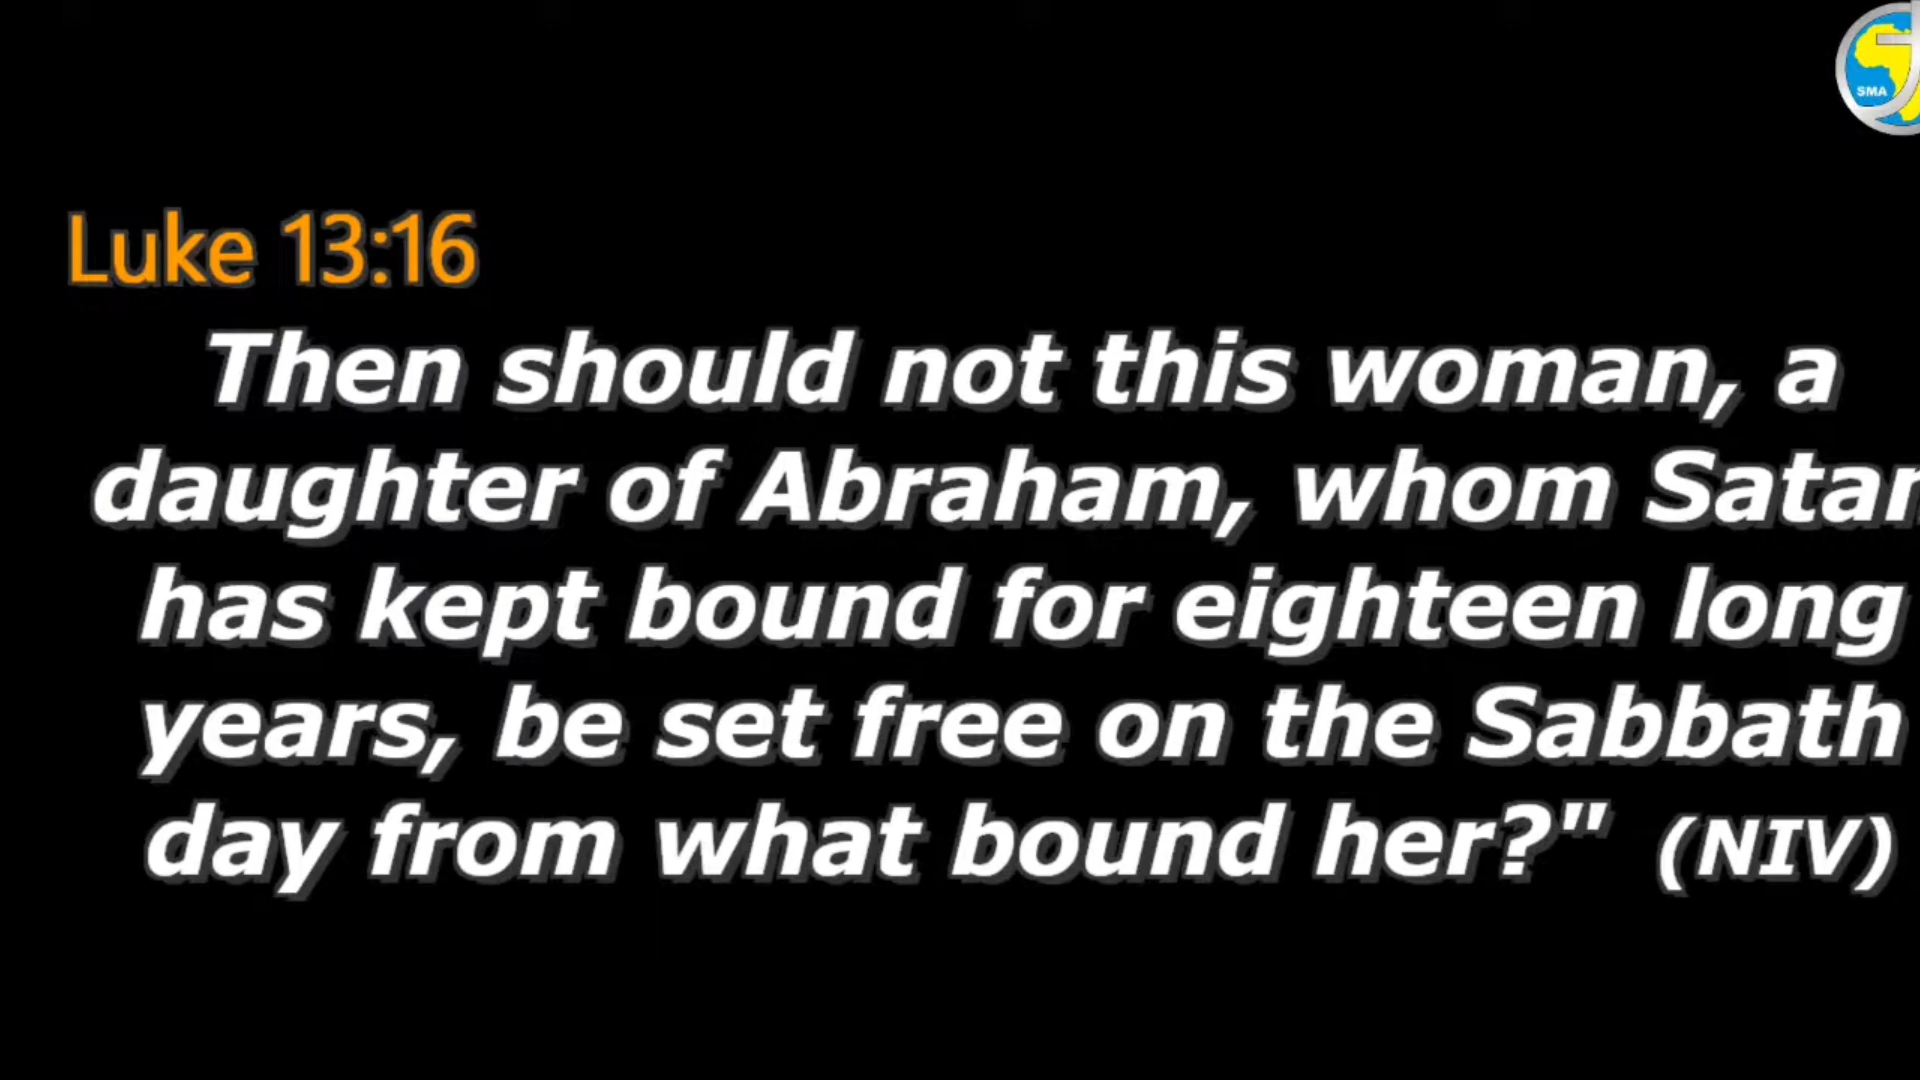 SMA
Luke 13:16
Then should not this woman, a
daughter of Abraham, whom Satan
has kept bound for eighteen long
years, be set free on the Sabbath
day from what bound her?" (NIV)